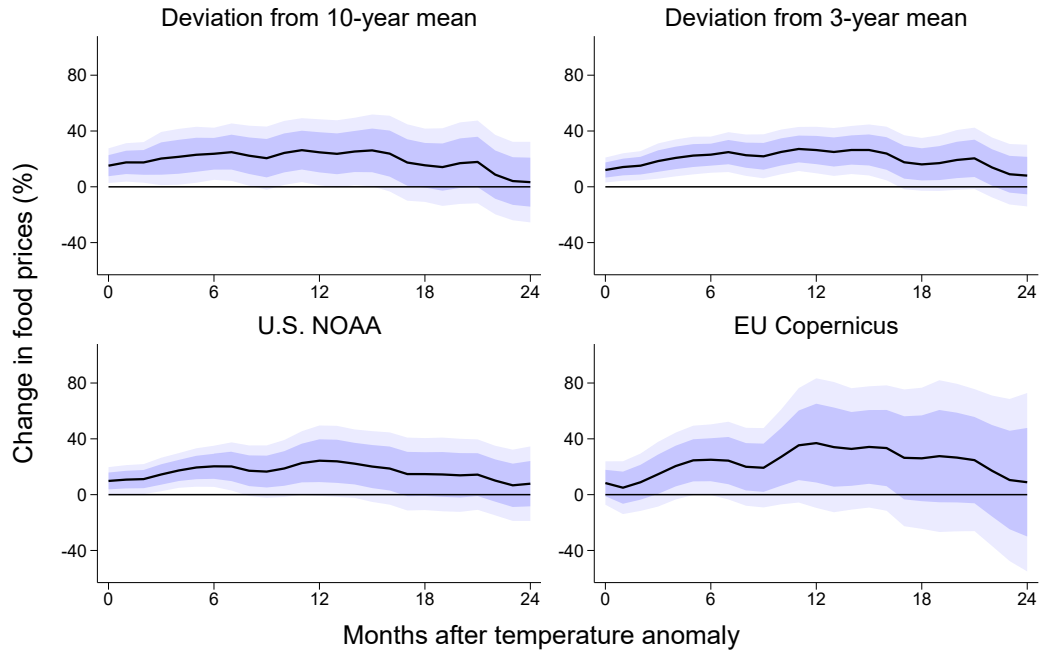 Deviation from 10-year mean
Deviation from 3-year mean
80
40
0
-40
0 6 12 18 24
80
40
0
-40
0 6 12 18 24
U.S. NOAA
EU Copernicus
80
40
0
-40
0 6 12 18 24
80
40
0
-40
0 6 12 18 24
Change in food prices (%)
Months after temperature anomaly